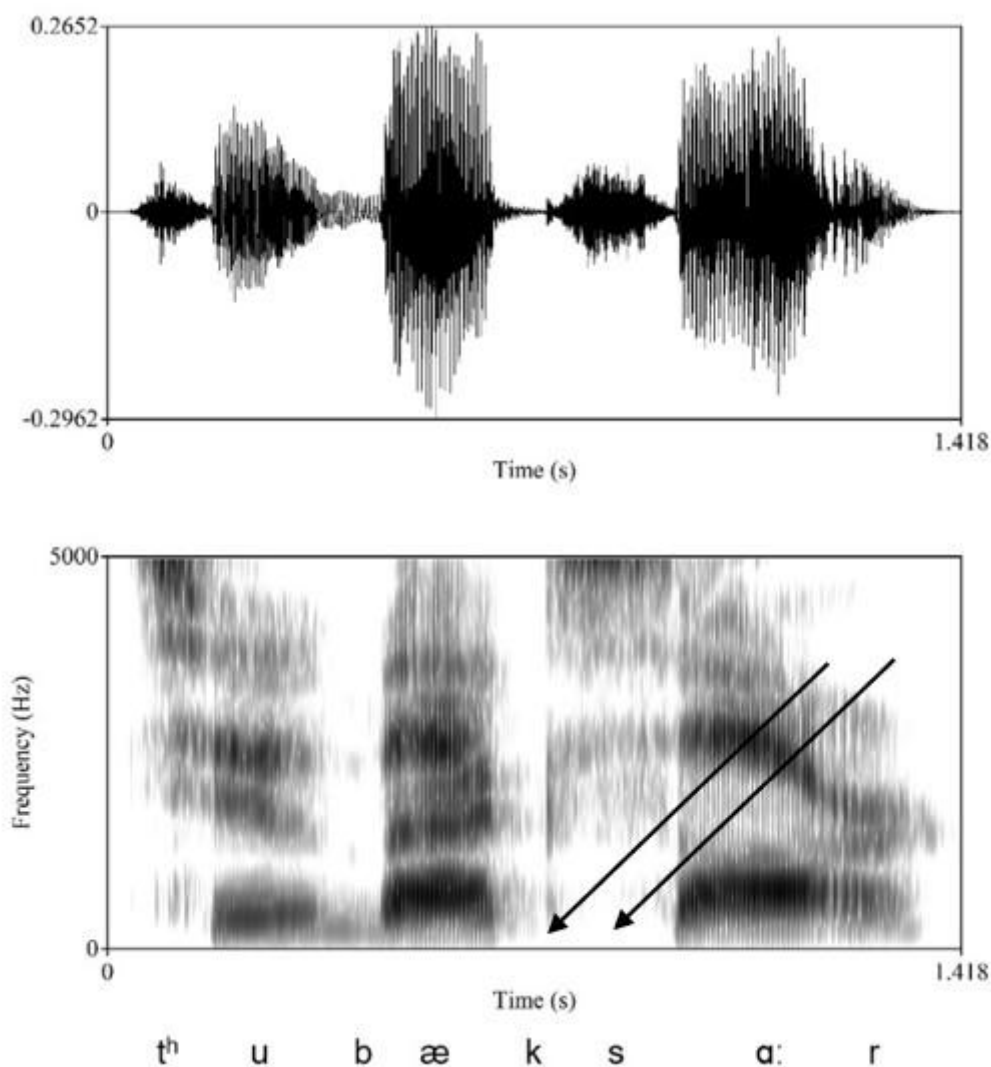 0.2652
0
-0.2962
0 1.418
Time (s)
5000
Frequency (Hz)
0
0 1.418
Time (s)
tʰ u b æ k s ɑː r